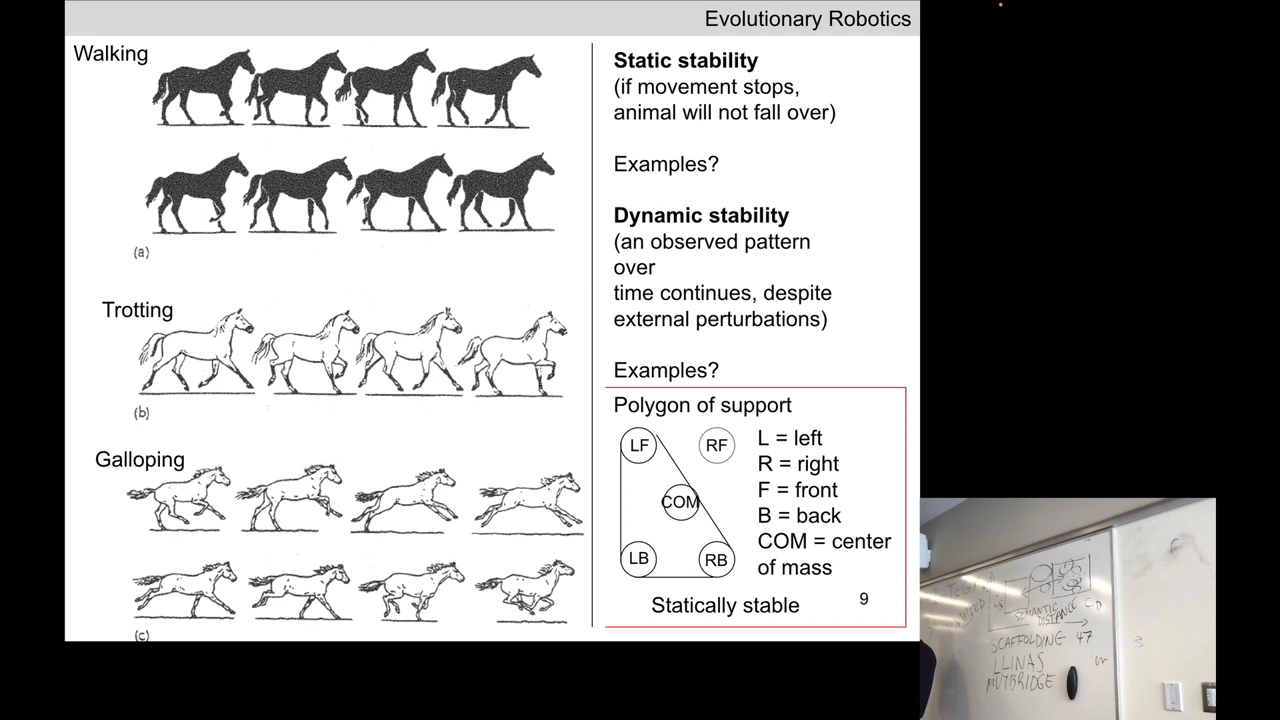 Evolutionary Robotics
Walking
(a)
Trotting
(b)
Galloping
(c)
Static stability
(if movement stops,
animal will not fall over)
Examples?
Dynamic stability
(an observed pattern
over
time continues, despite
external perturbations)
Examples?
Polygon of support
LF
RF
COM
LB
RB
L = left
R = right
F = front
B = back
COM = center
of mass
Statically stable
9
SEMANTIC
DISTANCE
SCAFFOLDING 47
LLINAS
MUYBRIDGE